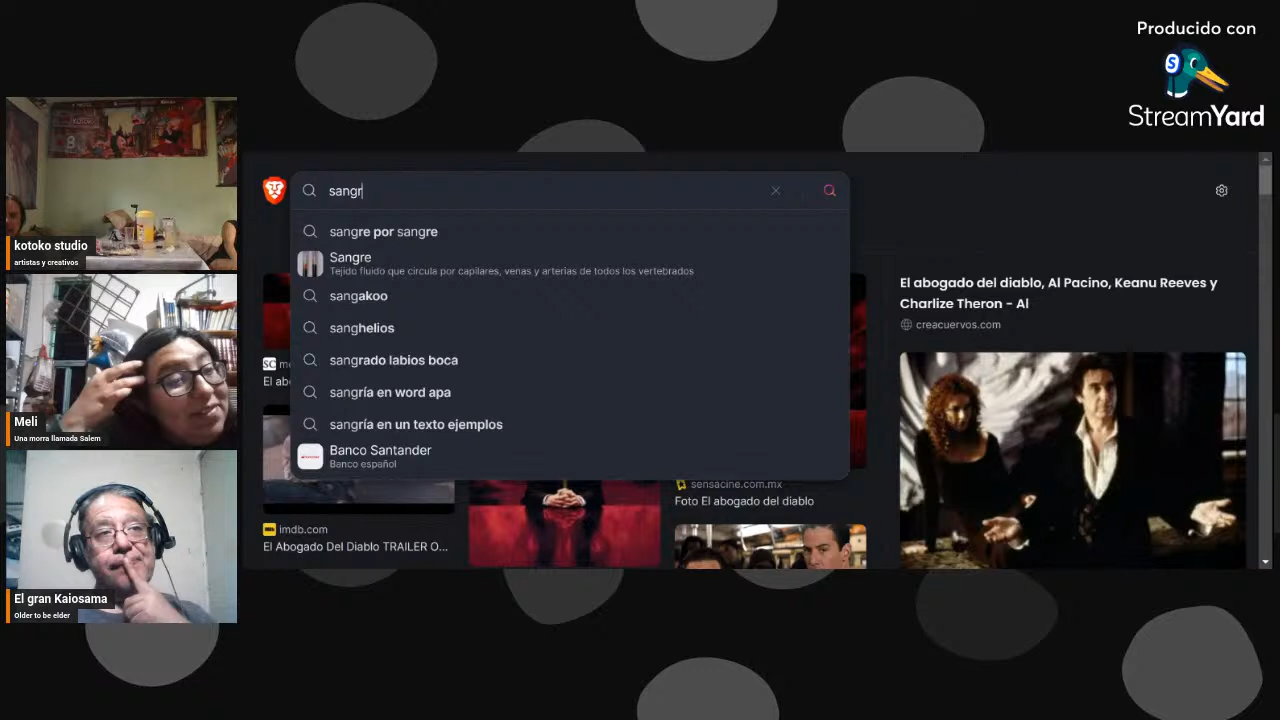 Producido con
StreamYard
kotoko studio
artistas y creativos
Meli
Una morra llamada Salem
El gran Kaiosama
Older to be elder
sangr
sangre por sangre
Sangre
Tejido fluido que circula por capilares, venas y arterias de todos los vertebrados
sangakoo
sanghelios
sangrado labios boca
sangría en word apa
sangría en un texto ejemplos
Banco Santander
Banco español
El ab
imdb.com
El Abogado Del Diablo TRAILER O...
sensacine.com.mx
Foto El abogado del diablo
El abogado del diablo, Al Pacino, Keanu Reeves y
Charlize Theron - Al
creacuervos.com